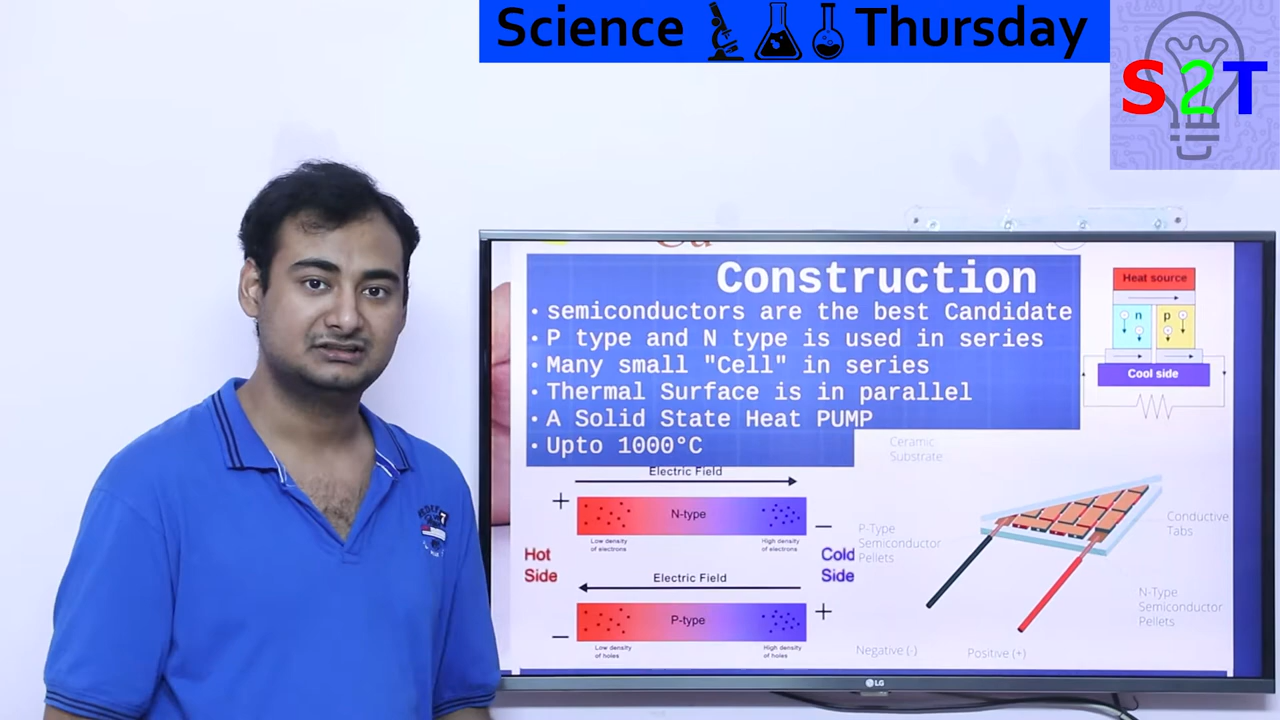 Science Thursday
S2T
Construction
• semiconductors are the best Candidate
• P type and N type is used in series
• Many small "Cell" in series
• Thermal Surface is in parallel
• A Solid State Heat PUMP
• Upto 1000°C
Heat source
n p
Cool side
Electric Field
+ N-type −
Low density
of electrons
High density
of electrons
Hot
Side
Cold
Side
Electric Field
− P-type +
Low density
of holes
High density
of holes
Ceramic
Substrate
P-Type
Semiconductor
Pellets
Conductive
Tabs
N-Type
Semiconductor
Pellets
Negative (-)
Positive (+)
LG